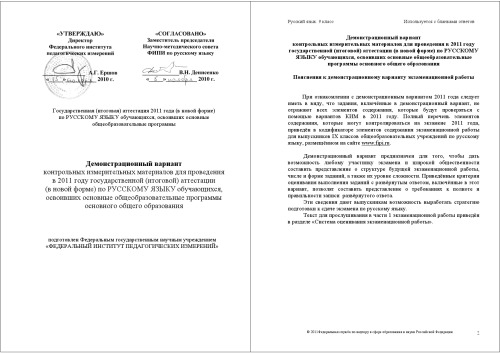 «УТВЕРЖДАЮ»
Директор
Федерального института
педагогических измерений
А.Г. Ершов
2010 г.
«СОГЛАСОВАНО»
Заместитель председателя
Научно-методического совета
ФИПИ по русскому языку
В.И. Денисенко
2010 г.
Государственная (итоговая) аттестация 2011 года (в новой форме)
по РУССКОМУ ЯЗЫКУ обучающихся, освоивших основные
общеобразовательные программы
Демонстрационный вариант
контрольных измерительных материалов для проведения
в 2011 году государственной (итоговой) аттестации
(в новой форме) по РУССКОМУ ЯЗЫКУ обучающихся,
освоивших основные общеобразовательные программы
основного общего образования
подготовлен Федеральным государственным научным учреждением
«ФЕДЕРАЛЬНЫЙ ИНСТИТУТ ПЕДАГОГИЧЕСКИХ ИЗМЕРЕНИЙ»
Русский язык. 9 класс
Используется с бланками ответов
Демонстрационный вариант
контрольных измерительных материалов для проведения в 2011 году
государственной (итоговой) аттестации (в новой форме) по РУССКОМУ
ЯЗЫКУ обучающихся, освоивших основные общеобразовательные
программы основного общего образования
Пояснения к демонстрационному варианту экзаменационной работы
При ознакомлении с демонстрационным вариантом 2011 года следует
иметь в виду, что задания, включённые в демонстрационный вариант, не
отражают всех элементов содержания, которые будут проверяться с
помощью вариантов КИМ в 2011 году. Полный перечень элементов
содержания, которые могут контролироваться на экзамене 2011 года,
приведён в кодификаторе элементов содержания экзаменационной работы
для выпускников IX классов общеобразовательных учреждений по русскому
языку, размещённом на сайте www.fipi.ru.
Демонстрационный вариант предназначен для того, чтобы дать
возможность любому участнику экзамена и широкой общественности
составить представление о структуре будущей экзаменационной работы,
числе и форме заданий, а также их уровне сложности. Приведённые критерии
оценивания выполнения заданий с развёрнутым ответом, включённые в этот
вариант, позволят составить представление о требованиях к полноте и
правильности записи развёрнутого ответа.
Эти сведения дают выпускникам возможность выработать стратегию
подготовки к сдаче экзамена по русскому языку.
Текст для прослушивания в части 1 экзаменационной работы приведён
в разделе «Система оценивания экзаменационной работы».
© 2011 Федеральная служба по надзору в сфере образования и науки Российской Федерации
2